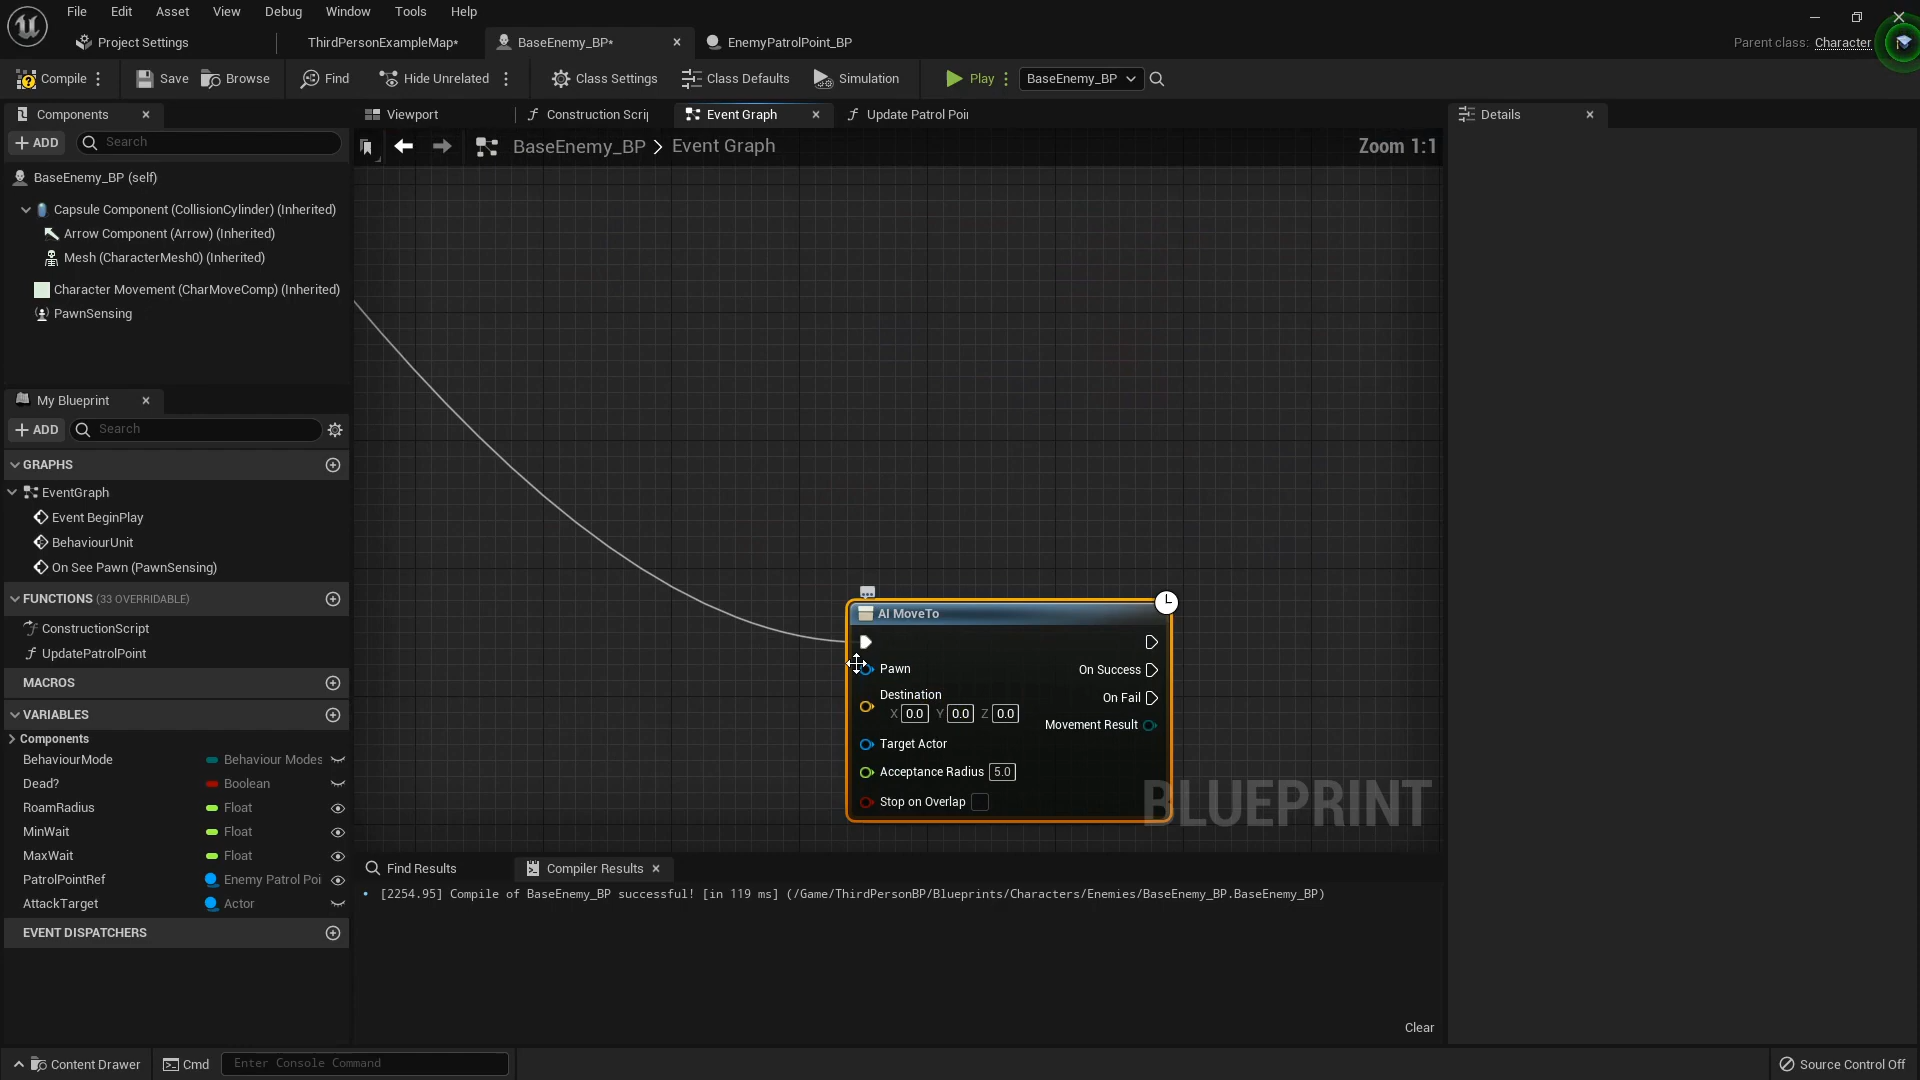 File Edit Asset View Debug Window Tools Help
Project Settings
ThirdPersonExampleMap*
BaseEnemy_BP*
EnemyPatrolPoint_BP
Parent class: Character
Compile
Save
Browse
Find
Hide Unrelated
Class Settings
Class Defaults
Simulation
Play
BaseEnemy_BP
Components
Viewport
Construction Scri
Event Graph
Update Patrol Poi
Details
ADD
Search
BaseEnemy_BP > Event Graph
Zoom 1:1
BaseEnemy_BP (self)
Capsule Component (CollisionCylinder) (Inherited)
Arrow Component (Arrow) (Inherited)
Mesh (CharacterMesh0) (Inherited)
Character Movement (CharMoveComp) (Inherited)
PawnSensing
My Blueprint
ADD
Search
GRAPHS
EventGraph
Event BeginPlay
BehaviourUnit
On See Pawn (PawnSensing)
FUNCTIONS (33 OVERRIDABLE)
ConstructionScript
UpdatePatrolPoint
MACROS
VARIABLES
Components
BehaviourMode Behaviour Modes
Dead? Boolean
RoamRadius Float
MinWait Float
MaxWait Float
PatrolPointRef Enemy Patrol Poi
AttackTarget Actor
EVENT DISPATCHERS
AI MoveTo
Pawn
On Success
Destination
X 0.0 Y 0.0 Z 0.0
On Fail
Movement Result
Target Actor
Acceptance Radius 5.0
Stop on Overlap
BLUEPRINT
Find Results
Compiler Results
[2254.95] Compile of BaseEnemy_BP successful! [in 119 ms] (/Game/ThirdPersonBP/Blueprints/Characters/Enemies/BaseEnemy_BP.BaseEnemy_BP)
Clear
Content Drawer
Cmd
Enter Console Command
Source Control Off